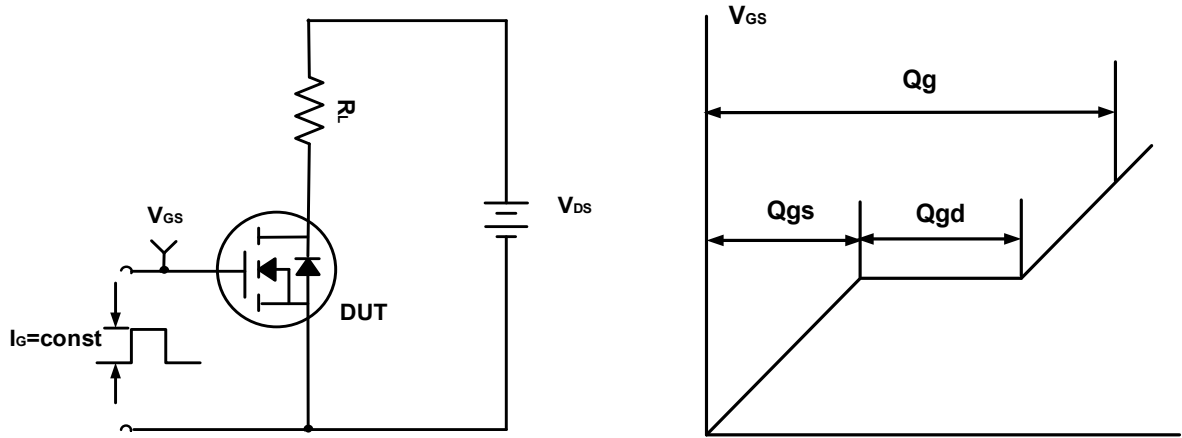 RL
VDS
VGS
DUT
IG=const
VGS
Qg
Qgs
Qgd